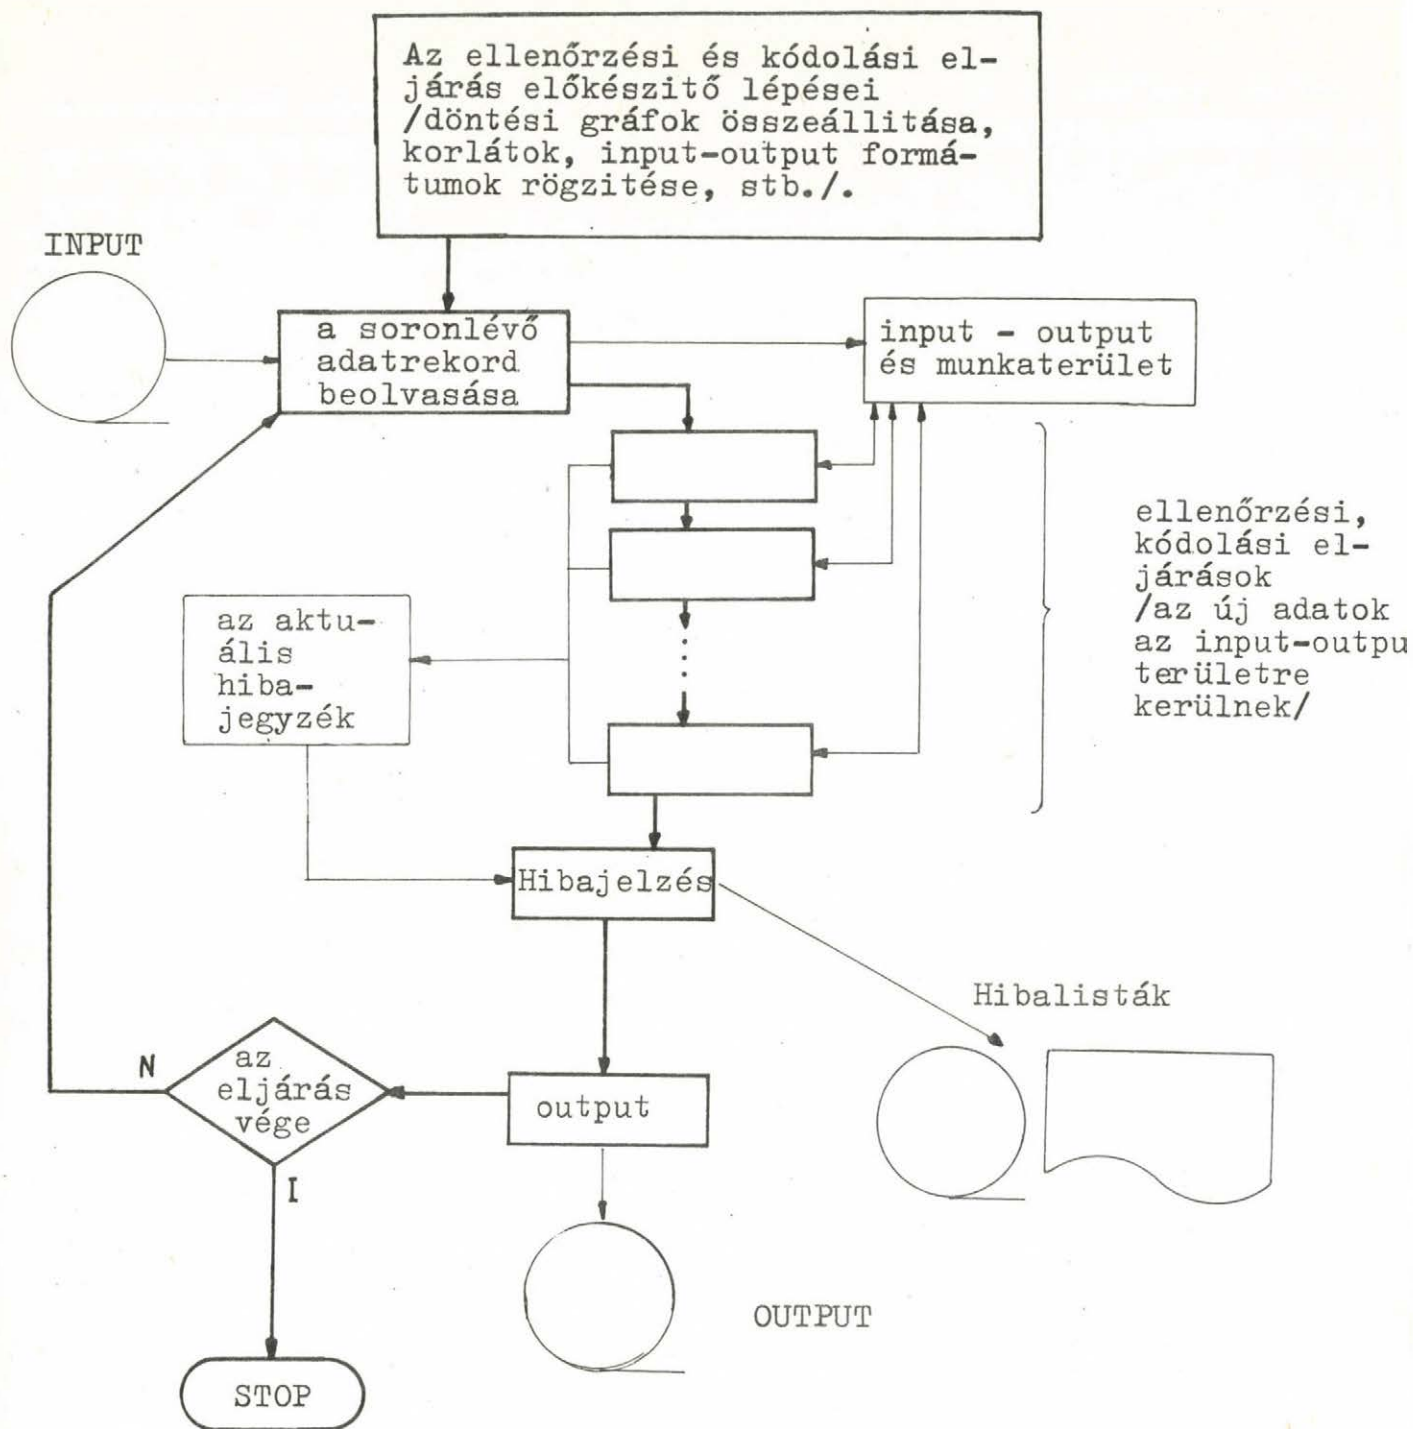 Az ellenőrzési és kódolási el-
járás előkészitő lépései
/döntési gráfok összeállitása,
korlátok, input-output formá-
tumok rögzitése, stb./.
INPUT
a soronlévő
adatrekord
beolvasása
input - output
és munkaterület
ellenőrzési,
kódolási el-
járások
/az új adatok
az input-outpu
területre
kerülnek/
az aktu-
ális
hiba-
jegyzék
Hibajelzés
Hibalisták
N
az
eljárás
vége
output
I
OUTPUT
STOP